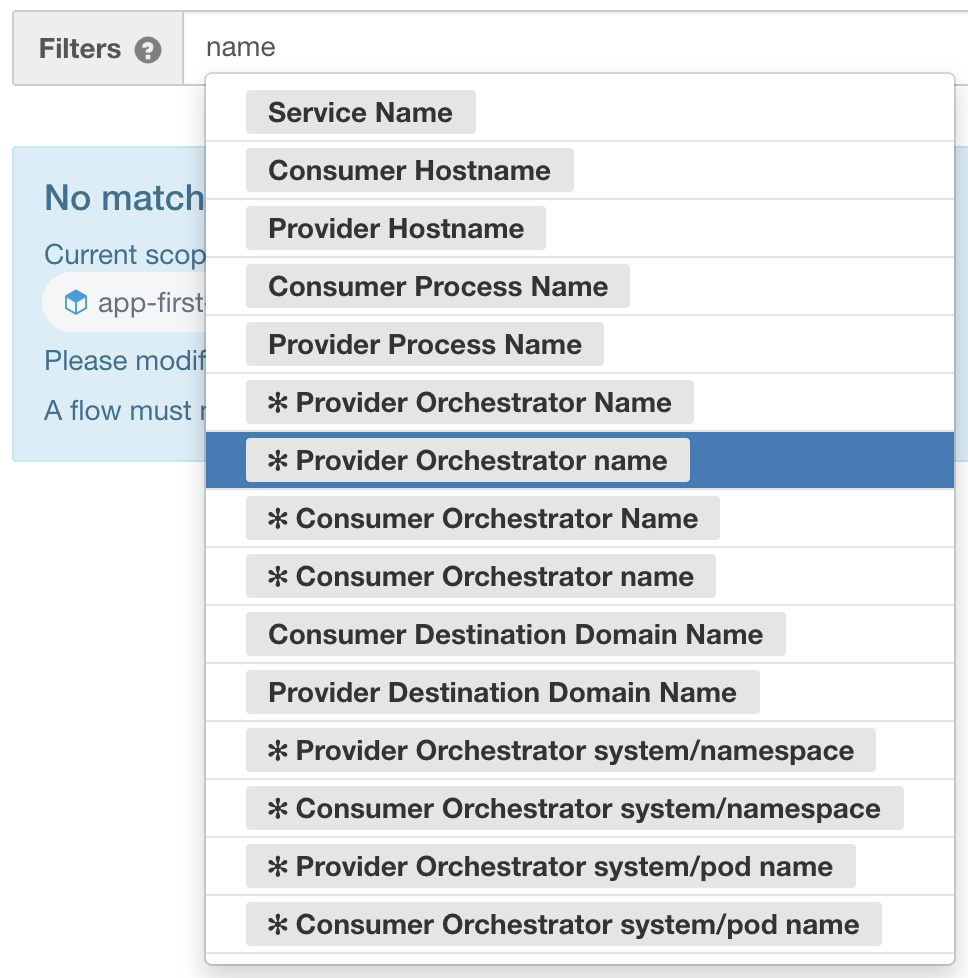 Filters ? name
Service Name
Consumer Hostname
No match
Provider Hostname
Current scop
Consumer Process Name
app-first-
Provider Process Name
Please modif
✻ Provider Orchestrator Name
A flow must
✻ Provider Orchestrator name
✻ Consumer Orchestrator Name
✻ Consumer Orchestrator name
Consumer Destination Domain Name
Provider Destination Domain Name
✻ Provider Orchestrator system/namespace
✻ Consumer Orchestrator system/namespace
✻ Provider Orchestrator system/pod name
✻ Consumer Orchestrator system/pod name